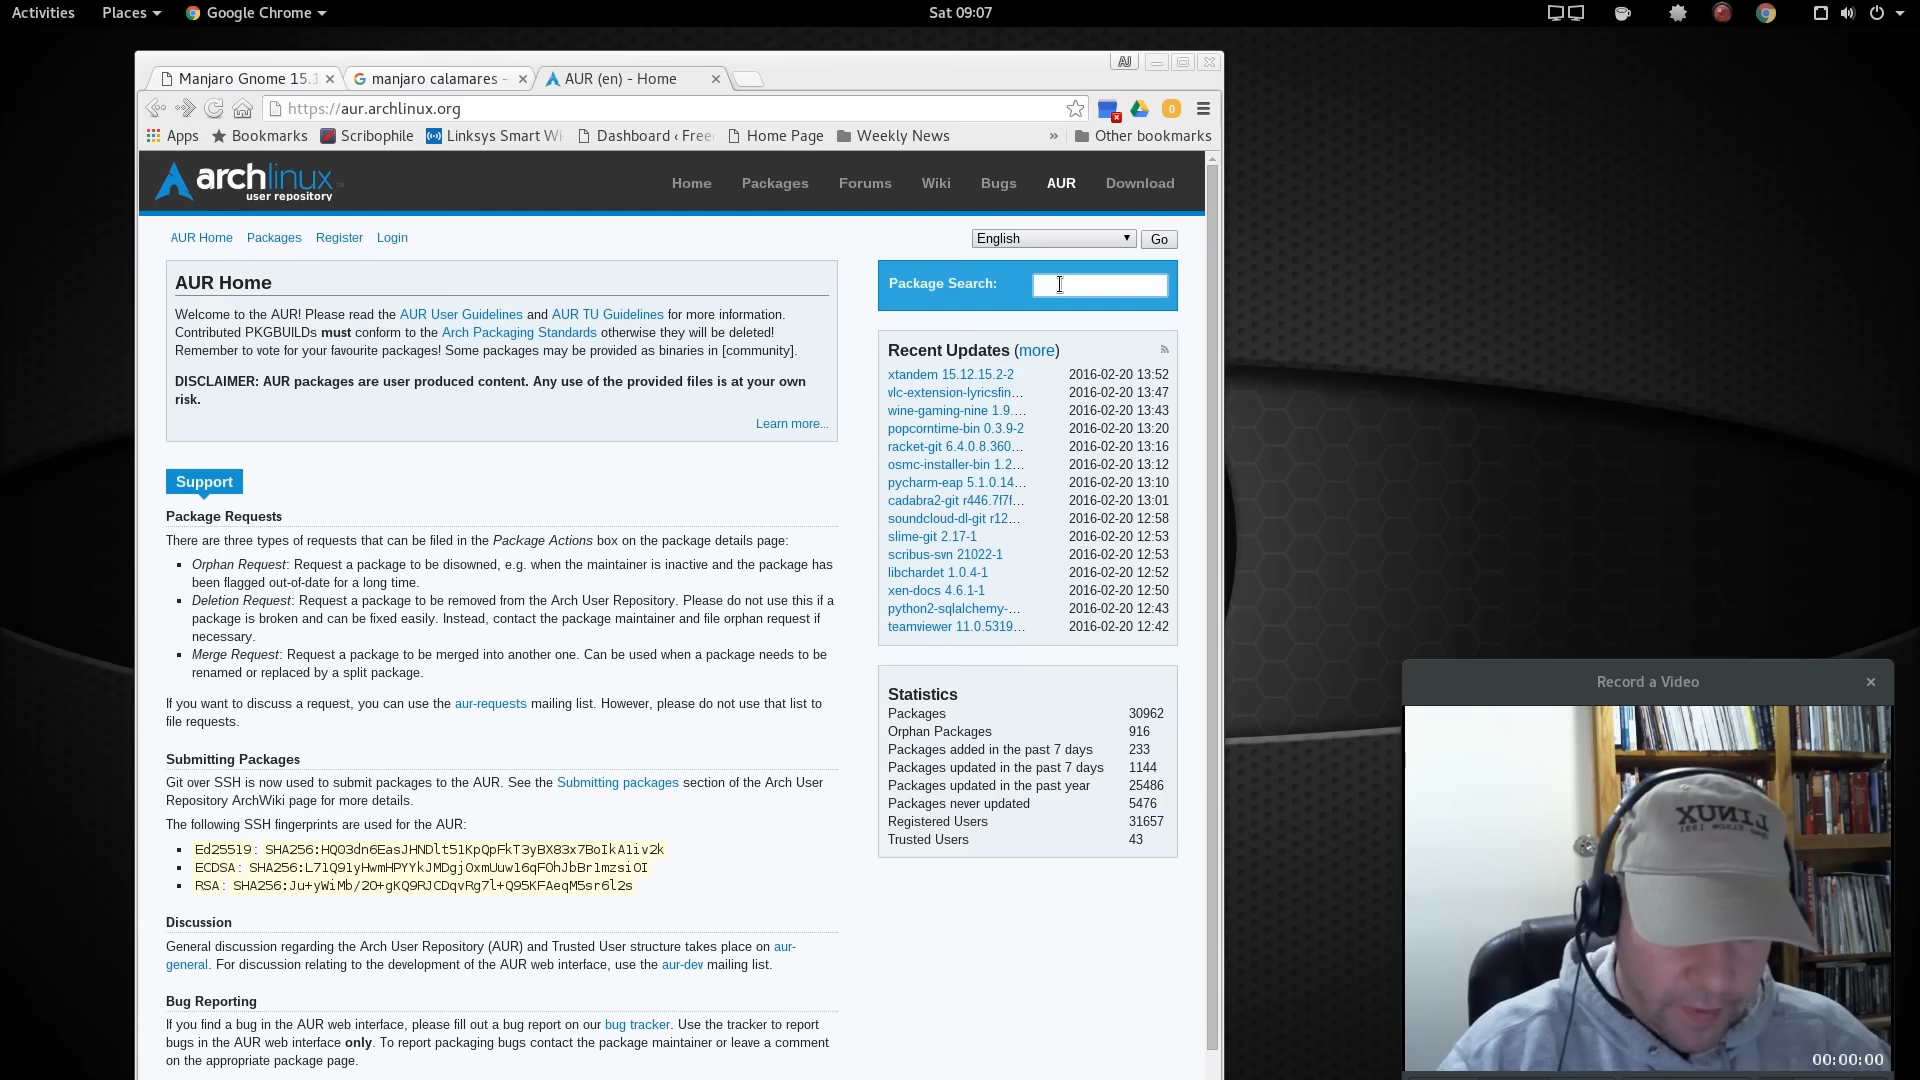 Activities Places Google Chrome Sat 09:07
Manjaro Gnome 15.1 manjaro calamares - AUR (en) - Home AJ
https://aur.archlinux.org 0
Apps Bookmarks Scribophile Linksys Smart Wi Dashboard ‹ Free Home Page Weekly News » Other bookmarks
archlinux ™
user repository
Home Packages Forums Wiki Bugs AUR Download
AUR Home Packages Register Login
English Go
AUR Home
Welcome to the AUR! Please read the AUR User Guidelines and AUR TU Guidelines for more information.
Contributed PKGBUILDs must conform to the Arch Packaging Standards otherwise they will be deleted!
Remember to vote for your favourite packages! Some packages may be provided as binaries in [community].
DISCLAIMER: AUR packages are user produced content. Any use of the provided files is at your own
risk.
Learn more...
Support
Package Requests
There are three types of requests that can be filed in the Package Actions box on the package details page:
Orphan Request: Request a package to be disowned, e.g. when the maintainer is inactive and the package has
been flagged out-of-date for a long time.
Deletion Request: Request a package to be removed from the Arch User Repository. Please do not use this if a
package is broken and can be fixed easily. Instead, contact the package maintainer and file orphan request if
necessary.
Merge Request: Request a package to be merged into another one. Can be used when a package needs to be
renamed or replaced by a split package.
If you want to discuss a request, you can use the aur-requests mailing list. However, please do not use that list to
file requests.
Submitting Packages
Git over SSH is now used to submit packages to the AUR. See the Submitting packages section of the Arch User
Repository ArchWiki page for more details.
The following SSH fingerprints are used for the AUR:
Ed25519: SHA256:HQ03dn6EasJHNDlt51KpQpFkT3yBX83x7BoIkA1iv2k
ECDSA: SHA256:L71Q91yHwmHPYYkJMDgj0xmUuw16qFOhJbBr1mzsiOI
RSA: SHA256:Ju+yWiMb/2O+gKQ9RJCDqvRg7l+Q95KFAeqM5sr6l2s
Discussion
General discussion regarding the Arch User Repository (AUR) and Trusted User structure takes place on aur-
general. For discussion relating to the development of the AUR web interface, use the aur-dev mailing list.
Bug Reporting
If you find a bug in the AUR web interface, please fill out a bug report on our bug tracker. Use the tracker to report
bugs in the AUR web interface only. To report packaging bugs contact the package maintainer or leave a comment
on the appropriate package page.
Package Search:
Recent Updates (more)
xtandem 15.12.15.2-2 2016-02-20 13:52
vlc-extension-lyricsfin... 2016-02-20 13:47
wine-gaming-nine 1.9.... 2016-02-20 13:43
popcorntime-bin 0.3.9-2 2016-02-20 13:20
racket-git 6.4.0.8.360... 2016-02-20 13:16
osmc-installer-bin 1.2... 2016-02-20 13:12
pycharm-eap 5.1.0.14... 2016-02-20 13:10
cadabra2-git r446.7f7f... 2016-02-20 13:01
soundcloud-dl-git r12... 2016-02-20 12:58
slime-git 2.17-1 2016-02-20 12:53
scribus-svn 21022-1 2016-02-20 12:53
libchardet 1.0.4-1 2016-02-20 12:52
xen-docs 4.6.1-1 2016-02-20 12:50
python2-sqlalchemy-... 2016-02-20 12:43
teamviewer 11.0.5319... 2016-02-20 12:42
Statistics
Packages 30962
Orphan Packages 916
Packages added in the past 7 days 233
Packages updated in the past 7 days 1144
Packages updated in the past year 25486
Packages never updated 5476
Registered Users 31657
Trusted Users 43
Record a Video
LINUX
00:00:00